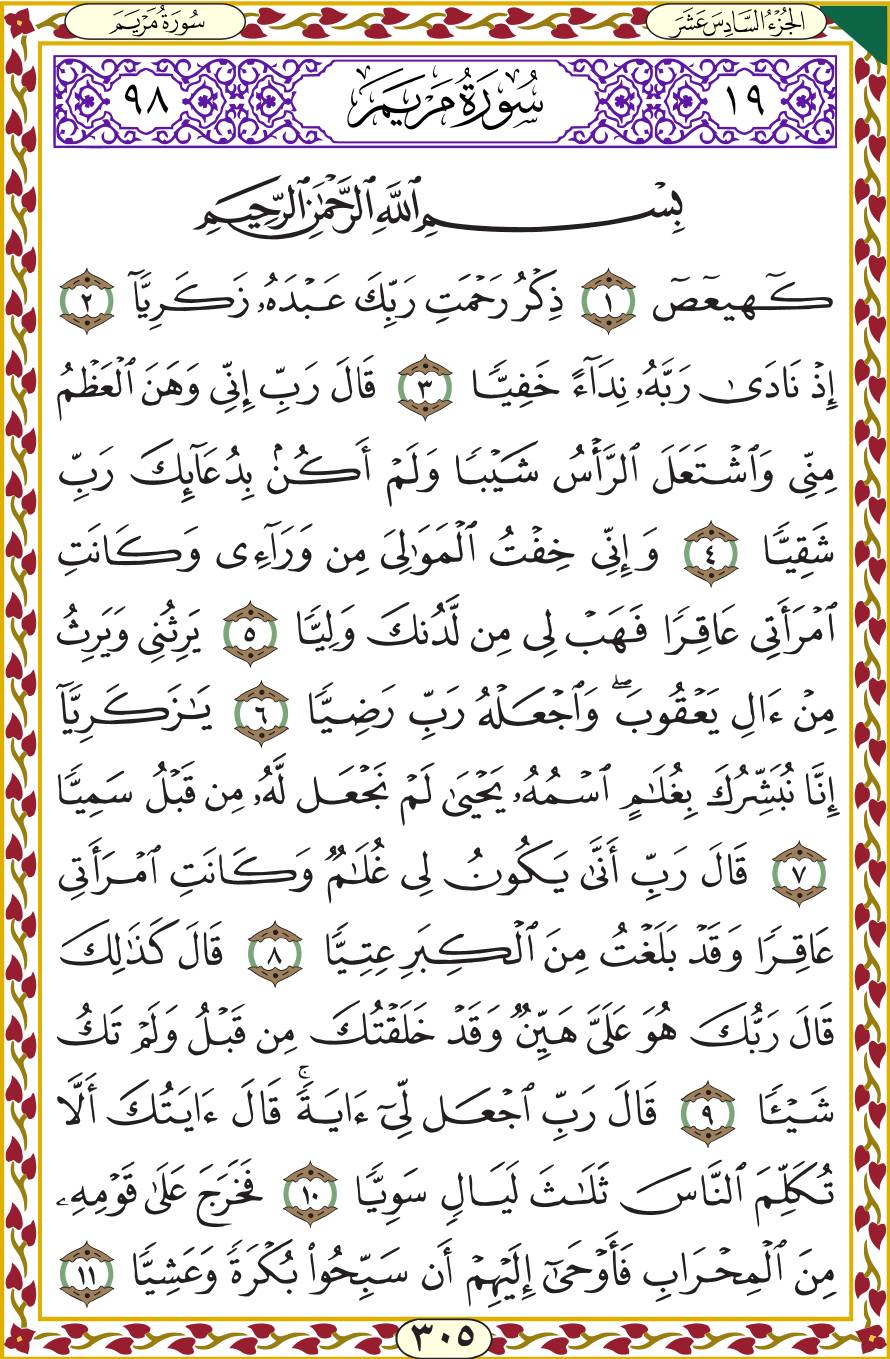 الجُزْءُ السَّادِسَ عَشَرَ
سُورَةُ مَرْيَمَ
١٩
سُورَةُ مَرْيَمَ
٩٨
بِسْمِ ٱللَّهِ ٱلرَّحْمَٰنِ ٱلرَّحِيمِ
كٓهيعٓصٓ ١ ذِكْرُ رَحْمَتِ رَبِّكَ عَبْدَهُۥ زَكَرِيَّآ ٢
إِذْ نَادَىٰ رَبَّهُۥ نِدَآءً خَفِيًّا ٣ قَالَ رَبِّ إِنِّى وَهَنَ ٱلْعَظْمُ
مِنِّى وَٱشْتَعَلَ ٱلرَّأْسُ شَيْبًا وَلَمْ أَكُنۢ بِدُعَآئِكَ رَبِّ
شَقِيًّا ٤ وَإِنِّى خِفْتُ ٱلْمَوَٰلِىَ مِن وَرَآءِى وَكَانَتِ
ٱمْرَأَتِى عَاقِرًا فَهَبْ لِى مِن لَّدُنكَ وَلِيًّا ٥ يَرِثُنِى وَيَرِثُ
مِنْ ءَالِ يَعْقُوبَ ۖ وَٱجْعَلْهُ رَبِّ رَضِيًّا ٦ يَـٰزَكَرِيَّآ
إِنَّا نُبَشِّرُكَ بِغُلَـٰمٍ ٱسْمُهُۥ يَحْيَىٰ لَمْ نَجْعَل لَّهُۥ مِن قَبْلُ سَمِيًّا
٧ قَالَ رَبِّ أَنَّىٰ يَكُونُ لِى غُلَـٰمٌ وَكَانَتِ ٱمْرَأَتِى
عَاقِرًا وَقَدْ بَلَغْتُ مِنَ ٱلْكِبَرِ عِتِيًّا ٨ قَالَ كَذَٰلِكَ
قَالَ رَبُّكَ هُوَ عَلَىَّ هَيِّنٌ وَقَدْ خَلَقْتُكَ مِن قَبْلُ وَلَمْ تَكُ
شَيْـًٔا ٩ قَالَ رَبِّ ٱجْعَل لِّىٓ ءَايَةً ۚ قَالَ ءَايَتُكَ أَلَّا
تُكَلِّمَ ٱلنَّاسَ ثَلَـٰثَ لَيَالٍ سَوِيًّا ١٠ فَخَرَجَ عَلَىٰ قَوْمِهِۦ
مِنَ ٱلْمِحْرَابِ فَأَوْحَىٰٓ إِلَيْهِمْ أَن سَبِّحُوا۟ بُكْرَةً وَعَشِيًّا ١١
٣٠٥